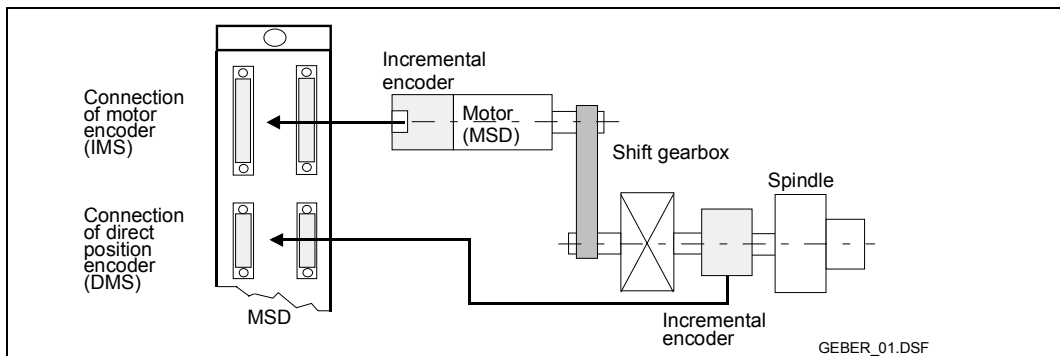 Incremental
encoder
Connection
of motor
encoder
(IMS)
Motor
(MSD)
Shift gearbox
Spindle
Connection
of direct
position
encoder
(DMS)
MSD
Incremental
encoder
GEBER_01.DSF